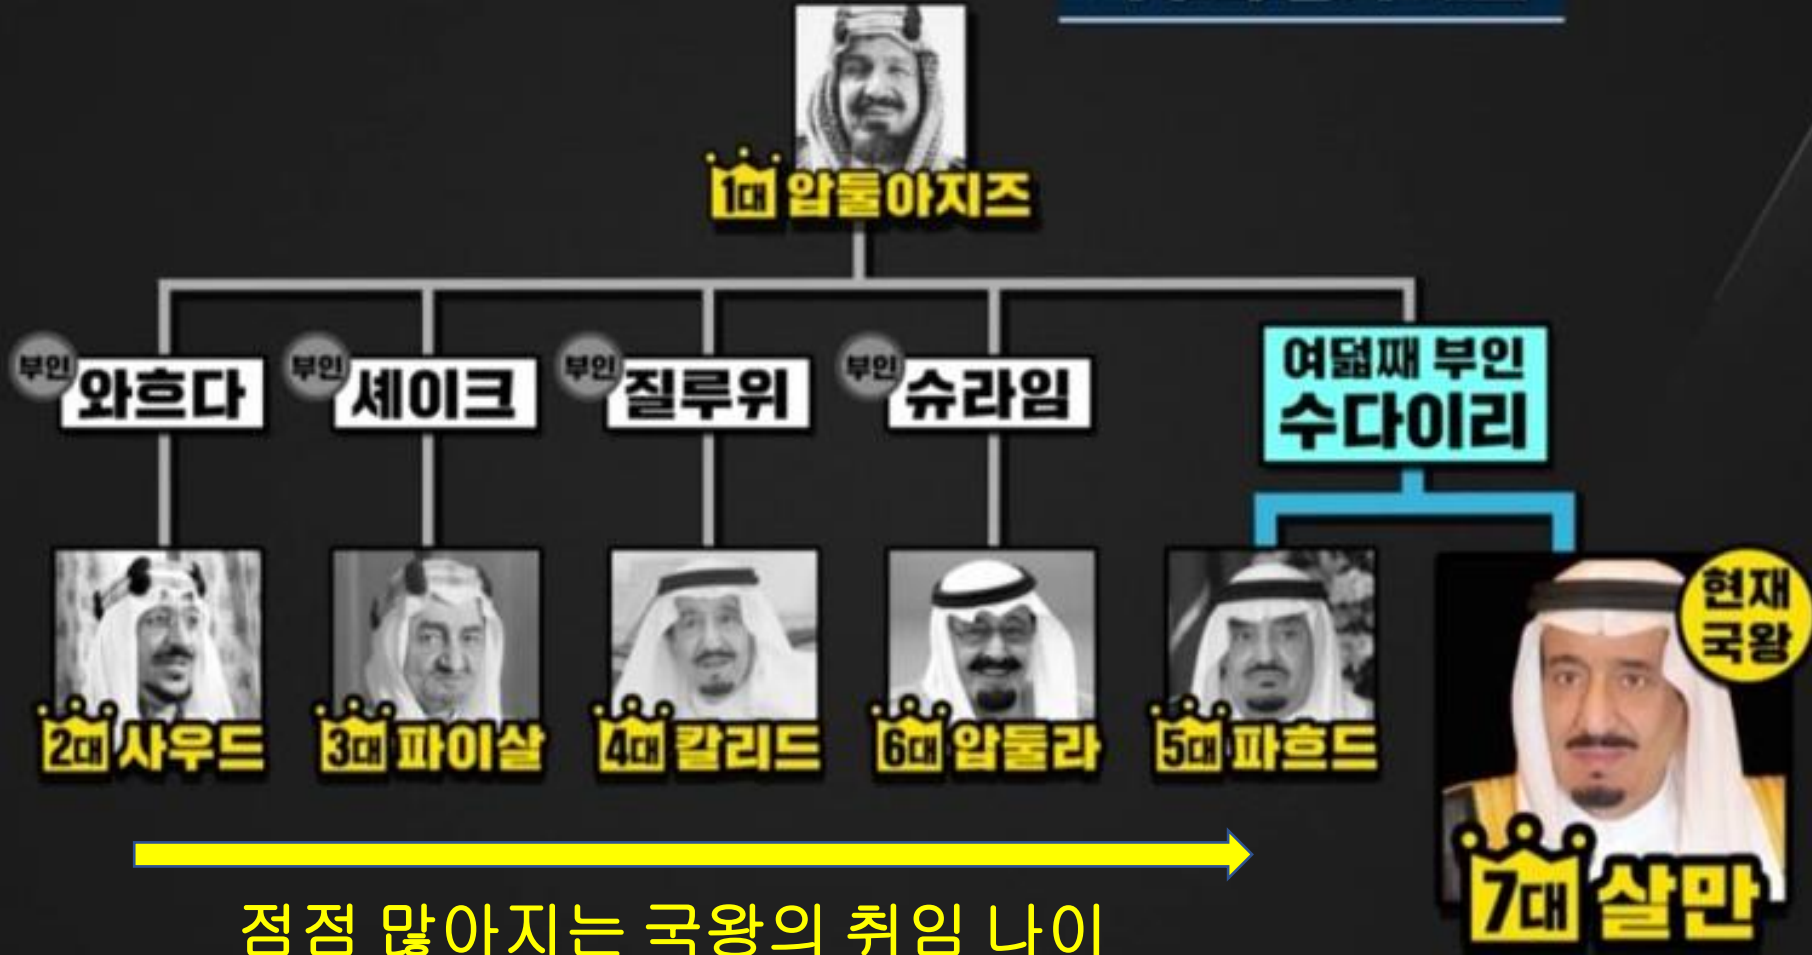 1대 압둘아지즈
부인 와흐다
부인 셰이크
부인 질루위
부인 슈라임
여덟째 부인
수다이리
2대 사우드
3대 파이살
4대 칼리드
6대 압둘라
5대 파흐드
현재
국왕
7대 살만
점점 많아지는 국왕의 취임 나이